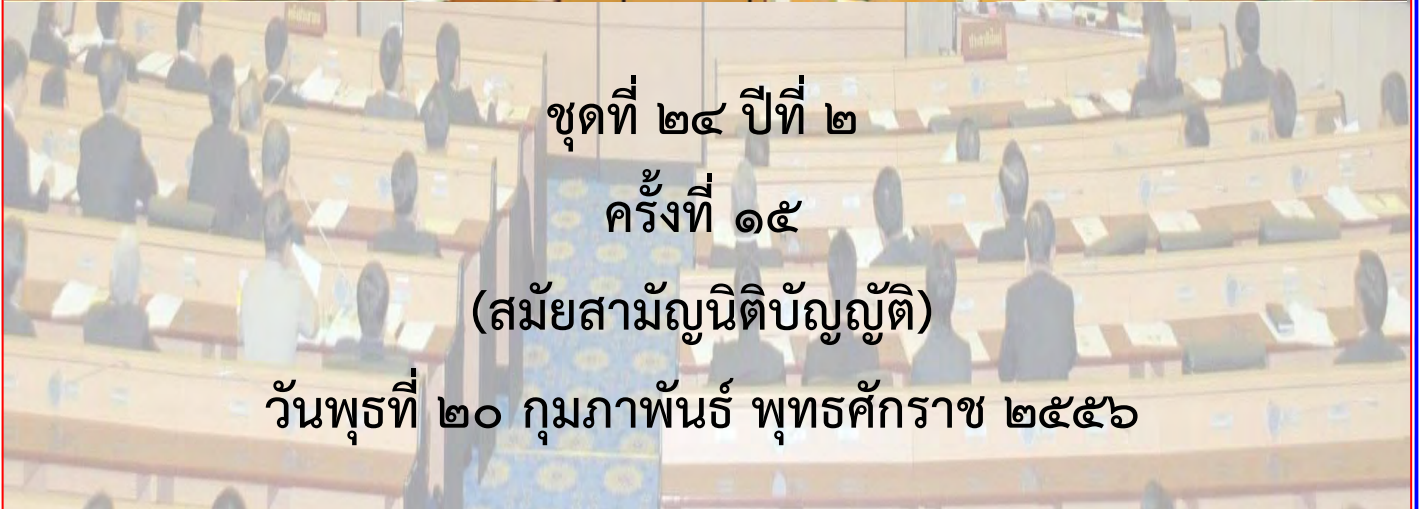 ชุดที่ ๒๔ ปีที่ ๒
ครั้งที่ ๑๕
(สมัยสามัญนิติบัญญัติ)
วันพุธที่ ๒๐ กุมภาพันธ์ พุทธศักราช ๒๕๕๖